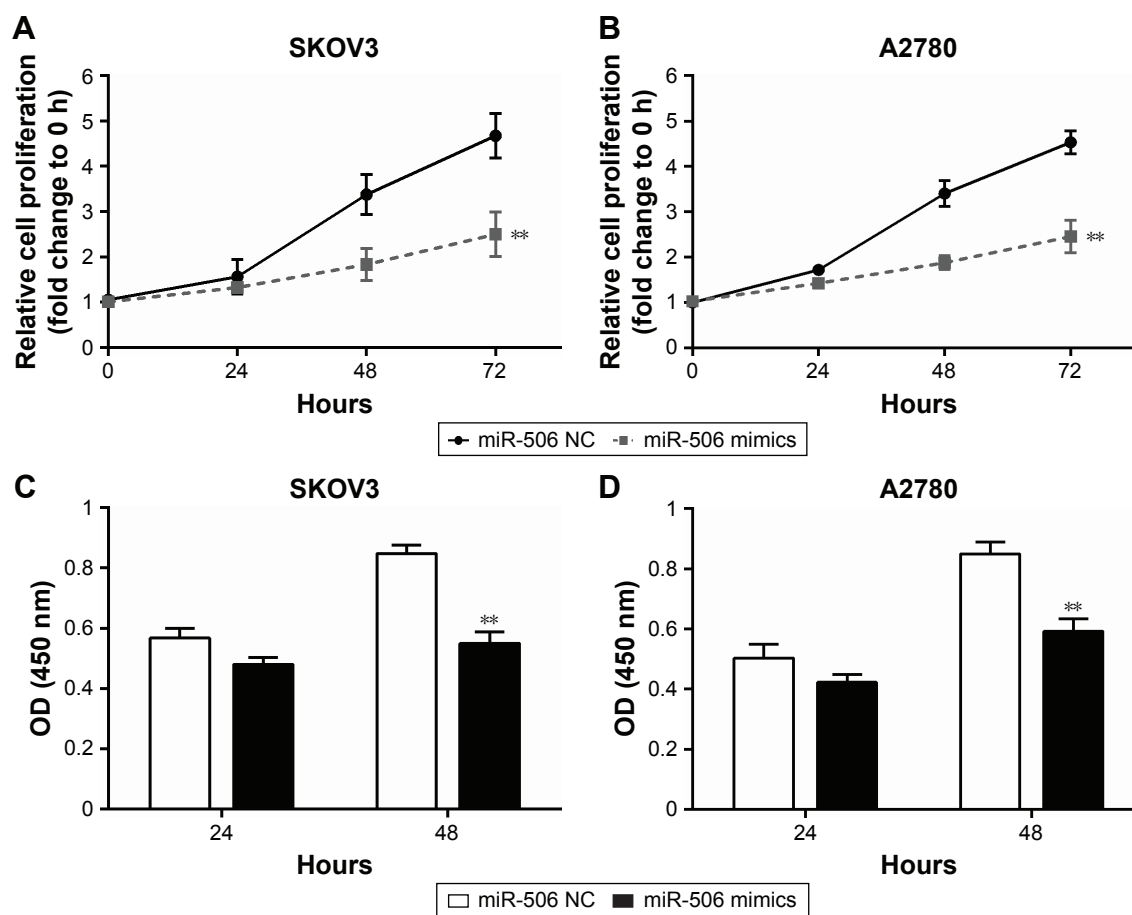 A
SKOV3
Relative cell proliferation
(fold change to 0 h)
6
5
4
3
2
1
0
**
0 24 48 72
Hours
B
A2780
Relative cell proliferation
(fold change to 0 h)
6
5
4
3
2
1
0
**
0 24 48 72
Hours
miR-506 NC miR-506 mimics
C
SKOV3
OD (450 nm)
1
0.8
0.6
0.4
0.2
0
**
24 48
Hours
D
A2780
OD (450 nm)
1
0.8
0.6
0.4
0.2
0
**
24 48
Hours
miR-506 NC miR-506 mimics